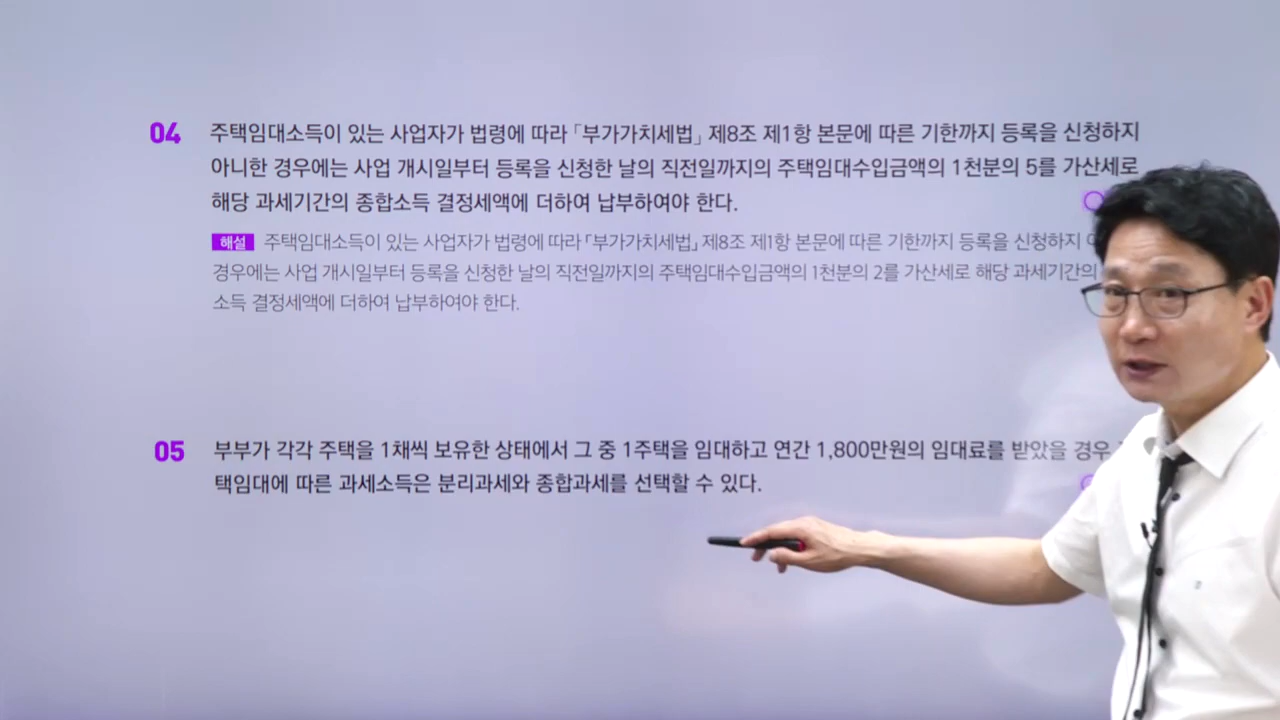 04 주택임대소득이 있는 사업자가 법령에 따라 「부가가치세법」 제8조 제1항 본문에 따른 기한까지 등록을 신청하지
아니한 경우에는 사업 개시일부터 등록을 신청한 날의 직전일까지의 주택임대수입금액의 1천분의 5를 가산세로
해당 과세기간의 종합소득 결정세액에 더하여 납부하여야 한다.
해설 주택임대소득이 있는 사업자가 법령에 따라 「부가가치세법」 제8조 제1항 본문에 따른 기한까지 등록을 신청하지
경우에는 사업 개시일부터 등록을 신청한 날의 직전일까지의 주택임대수입금액의 1천분의 2를 가산세로 해당 과세기간의
소득 결정세액에 더하여 납부하여야 한다.
05 부부가 각각 주택을 1채씩 보유한 상태에서 그 중 1주택을 임대하고 연간 1,800만원의 임대료를 받았을 경우
택임대에 따른 과세소득은 분리과세와 종합과세를 선택할 수 있다.